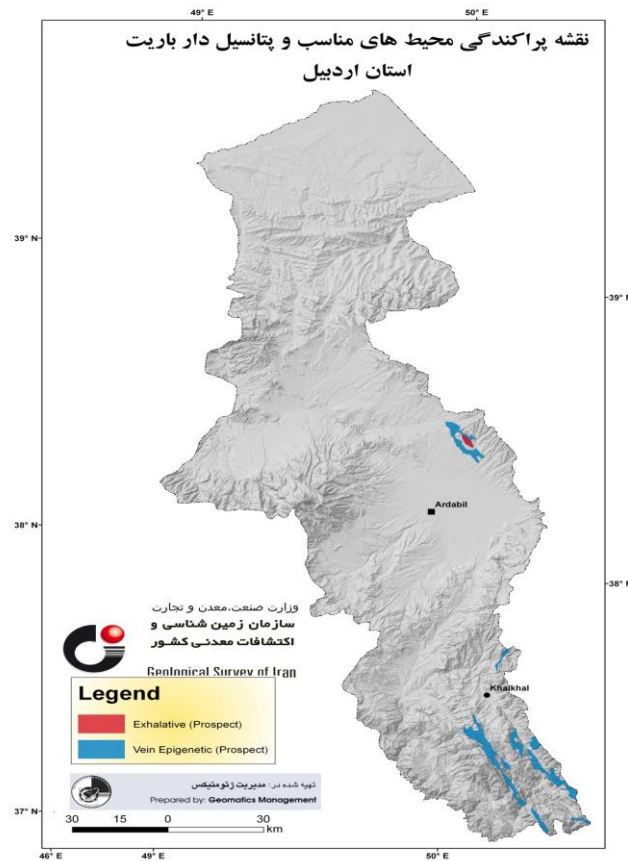 49° E
50° E
نقشه پراکندگی محیط های مناسب و پتانسیل دار باریت
استان اردبیل
39° N
39° N
Ardabil
38° N
38° N
وزارت صنعت،معدن و تجارت
سازمان زمین شناسی و
اکتشافات معدنی کشور
Geological Survey of Iran
Khalkhal
Legend
Exhalative (Prospect)
Vein Epigenetic (Prospect)
تهیه شده در: مدیریت ژئوماتیکس
Prepared by: Geomatics Management
37° N
30 15 0 30
km
46° E
49° E
50° E